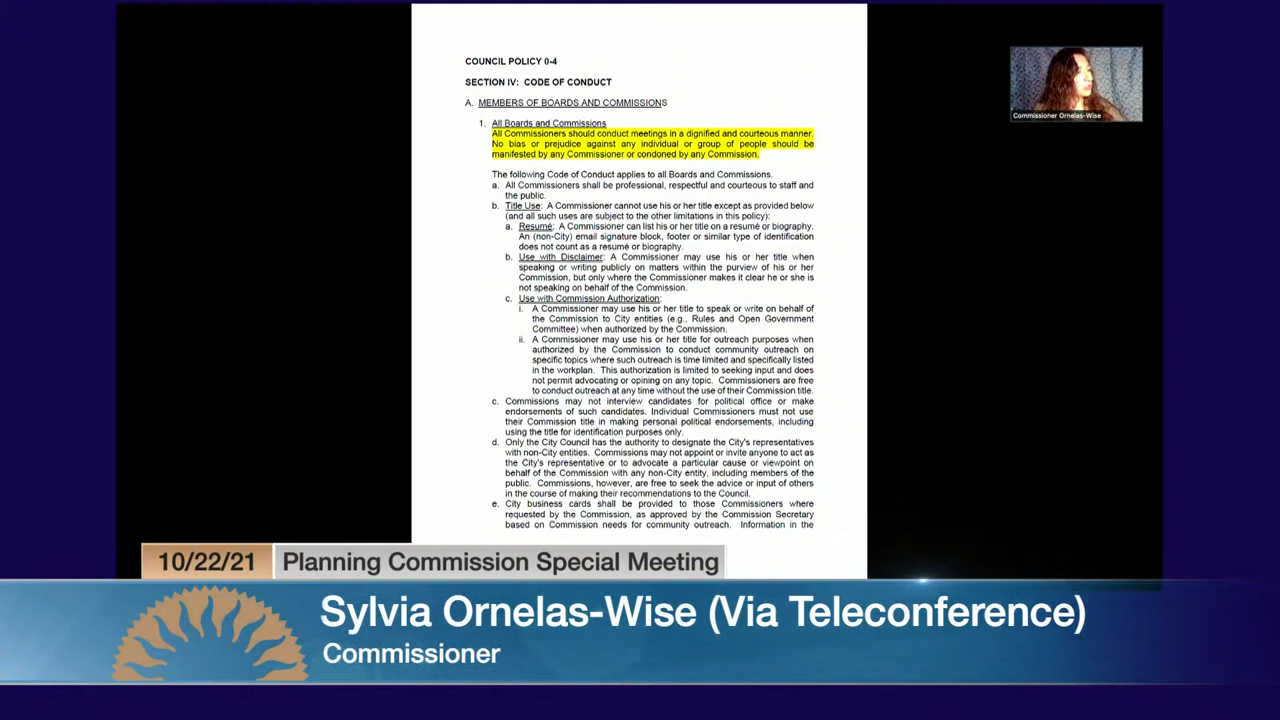 COUNCIL POLICY 0-4
SECTION IV: CODE OF CONDUCT
A. MEMBERS OF BOARDS AND COMMISSIONS
1. All Boards and Commissions
All Commissioners should conduct meetings in a dignified and courteous manner.
No bias or prejudice against any individual or group of people should be
manifested by any Commissioner or condoned by any Commission.
The following Code of Conduct applies to all Boards and Commissions.
a. All Commissioners shall be professional, respectful and courteous to staff and
the public.
b. Title Use: A Commissioner cannot use his or her title except as provided below
(and all such uses are subject to the other limitations in this policy):
a. Resumé: A Commissioner can list his or her title on a resumé or biography.
An (non-City) email signature block, footer or similar type of identification
does not count as a resumé or biography.
b. Use with Disclaimer: A Commissioner may use his or her title when
speaking or writing publicly on matters within the purview of his or her
Commission, but only where the Commissioner makes it clear he or she is
not speaking on behalf of the Commission.
c. Use with Commission Authorization:
i. A Commissioner may use his or her title to speak or write on behalf of
the Commission to City entities (e.g., Rules and Open Government
Committee) when authorized by the Commission.
ii. A Commissioner may use his or her title for outreach purposes when
authorized by the Commission to conduct community outreach on
specific topics where such outreach is time limited and specifically listed
in the workplan. This authorization is limited to seeking input and does
not permit advocating or opining on any topic. Commissioners are free
to conduct outreach at any time without the use of their Commission title.
c. Commissions may not interview candidates for political office or make
endorsements of such candidates. Individual Commissioners must not use
their Commission title in making personal political endorsements, including
using the title for identification purposes only.
d. Only the City Council has the authority to designate the City's representatives
with non-City entities. Commissions may not appoint or invite anyone to act as
the City's representative or to advocate a particular cause or viewpoint on
behalf of the Commission with any non-City entity, including members of the
public. Commissions, however, are free to seek the advice or input of others
in the course of making their recommendations to the Council.
e. City business cards shall be provided to those Commissioners where
requested by the Commission, as approved by the Commission Secretary
based on Commission needs for community outreach. Information in the
Commissioner Ornelas-Wise
10/22/21 Planning Commission Special Meeting
Sylvia Ornelas-Wise (Via Teleconference)
Commissioner